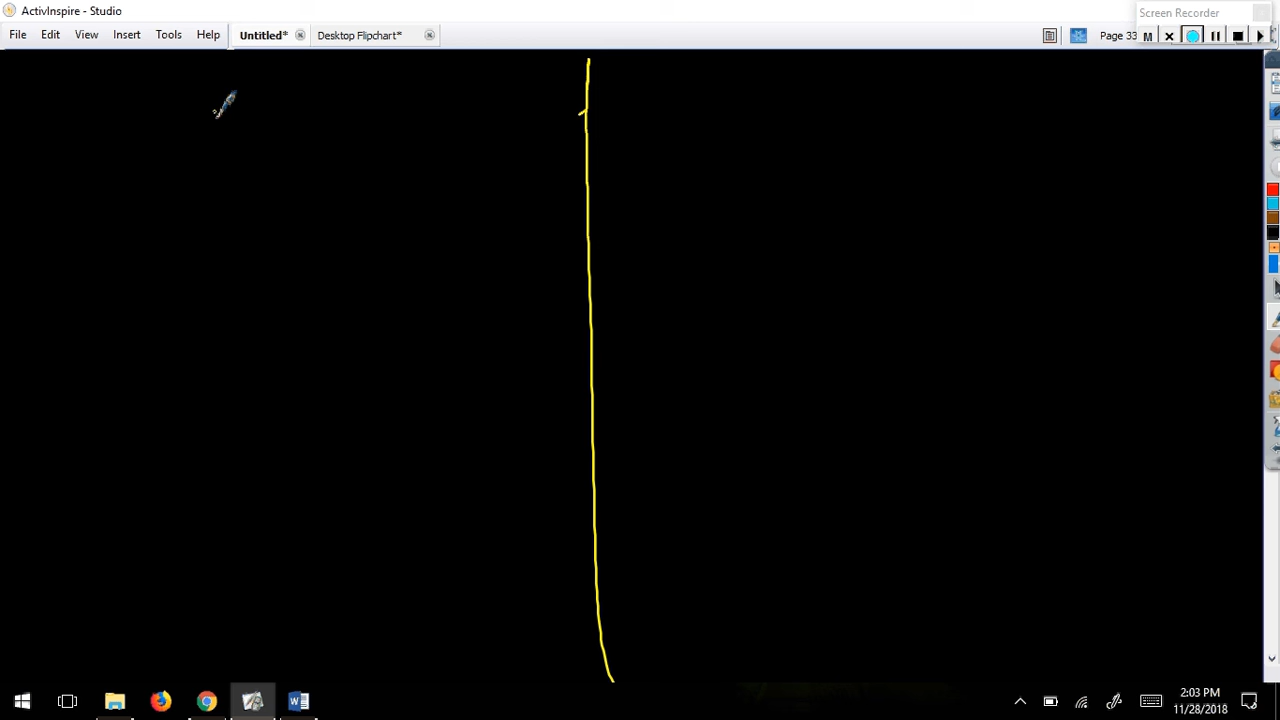 ActivInspire - Studio
Screen Recorder
File Edit View Insert Tools Help Untitled* Desktop Flipchart* Page 33 M
2:03 PM
11/28/2018